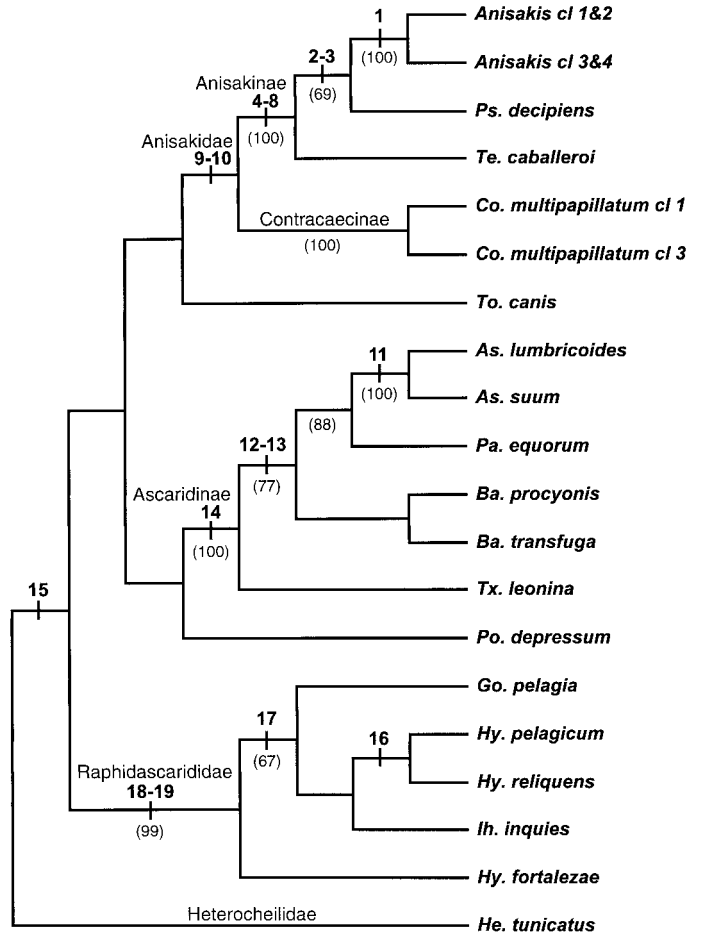 1
Anisakis cl 1&2
(100)
Anisakis cl 3&4
2-3
(69)
Ps. decipiens
Anisakinae
4-8
(100)
Te. caballeroi
Anisakidae
9-10
Co. multipapillatum cl 1
Contracaecinae
(100)
Co. multipapillatum cl 3
To. canis
As. lumbricoides
11
(100)
As. suum
(88)
Pa. equorum
12-13
(77)
Ba. procyonis
Ascaridinae
14
(100)
Ba. transfuga
Tx. leonina
15
Po. depressum
Go. pelagia
17
(67)
Hy. pelagicum
16
Hy. reliquens
Raphidascarididae
18-19
(99)
Ih. inquies
Hy. fortalezae
Heterocheilidae
He. tunicatus